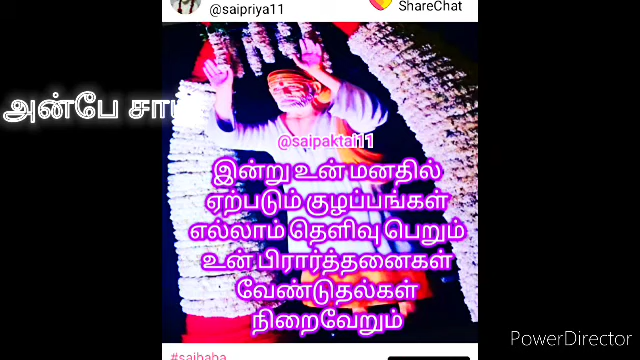 @saipriya11
ShareChat
அன்பே
@saipaktai11
இன்று உன் மனதில்
ஏற்படும் குழப்பங்கள்
எல்லாம் தெளிவு பெறும்
உன் பிரார்த்தனைகள்
வேண்டுதல்கள்
நிறைவேறும்
#saibaba
PowerDirector